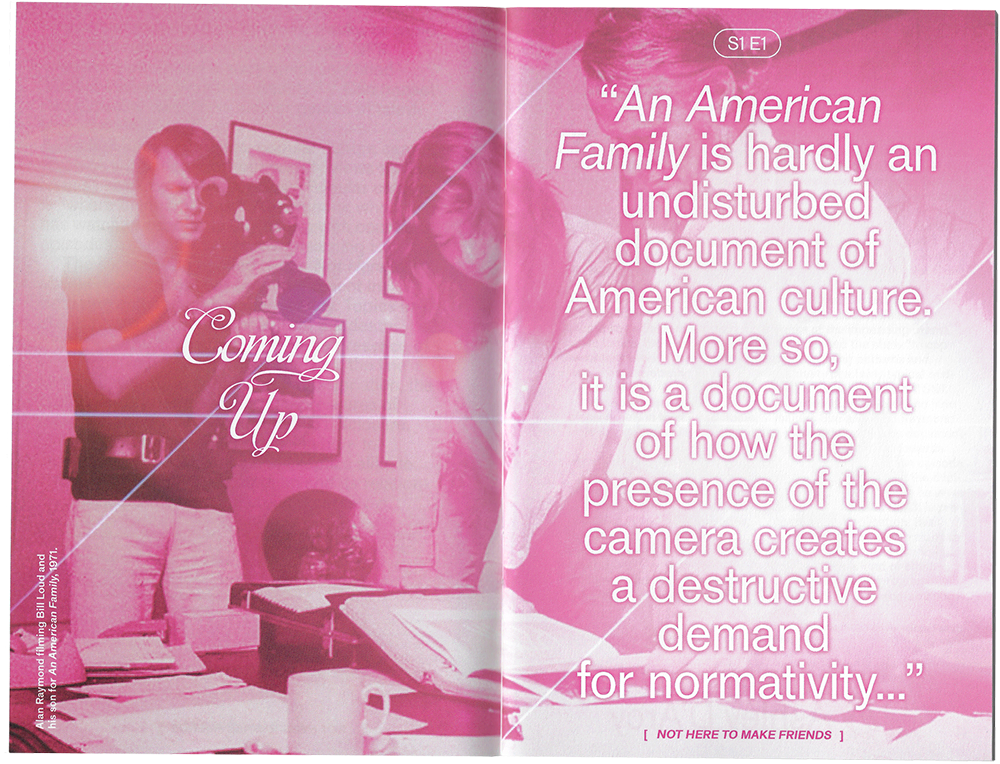 Coming
Up
Alan Raymond filming Bill Loud and
his son for An American Family, 1971.
S1 E1
“An American
Family is hardly an
undisturbed
document of
American culture.
More so,
it is a document
of how the
presence of the
camera creates
a destructive
demand
for normativity...”
[ NOT HERE TO MAKE FRIENDS ]